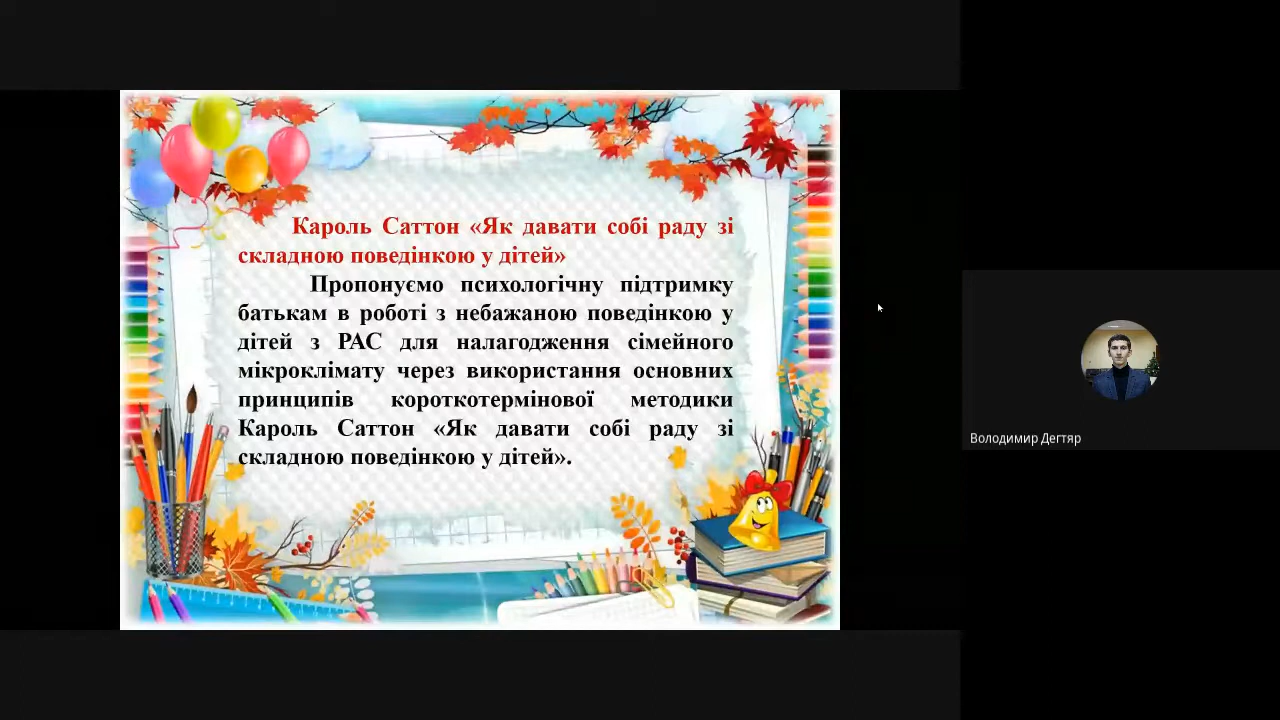 Кароль Саттон «Як давати собі раду зі
складною поведінкою у дітей»
Пропонуємо психологічну підтримку
батькам в роботі з небажаною поведінкою у
дітей з РАС для налагодження сімейного
мікроклімату через використання основних
принципів короткотермінової методики
Кароль Саттон «Як давати собі раду зі
складною поведінкою у дітей».
Володимир Дегтяр